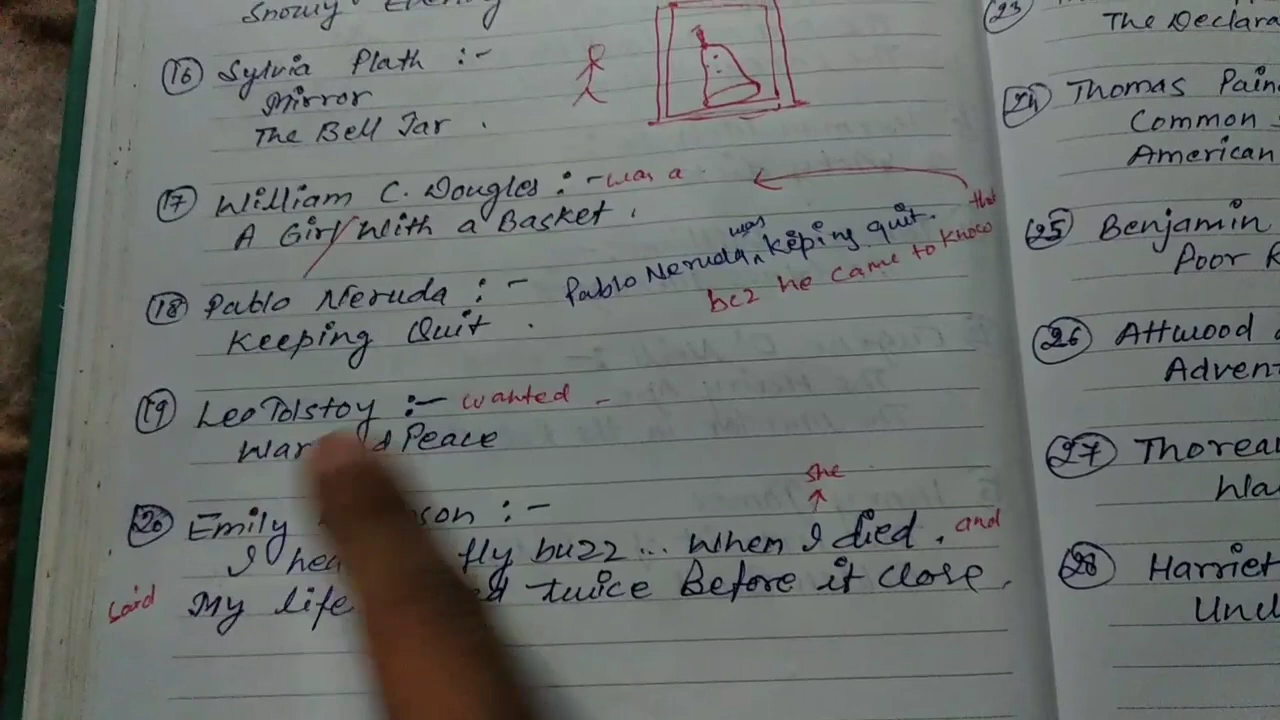 Snowy Evening
(16) Sylvia Plath :-
Mirror
The Bell Jar .
(17) William C. Dougles : - was a
A Girl With a Basket .
(18) Pablo Neruda : - Pablo Neruda was keping quit. that
bcz he came to know
Keeping Quit .
(19) Leo Tolstoy :- wanted -
War Peace
(20) Emily :-
she
I fly buzz... When I died . and
said My life twice Before it close .
(23)
The Declara
(24) Thomas Pain
Common
American
(25) Benjamin
Poor R
(26) Attwood
Adven
(27) Thorea
Wa
(28) Harriet
Unc